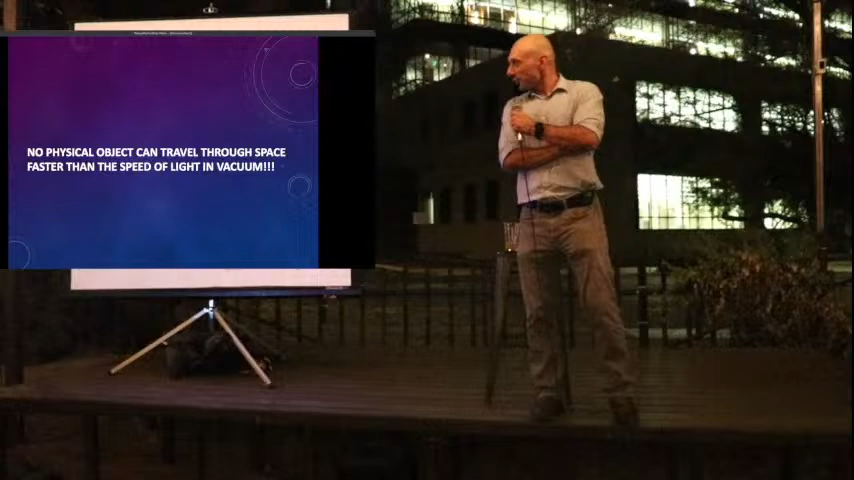 NO PHYSICAL OBJECT CAN TRAVEL THROUGH SPACE
FASTER THAN THE SPEED OF LIGHT IN VACUUM!!!